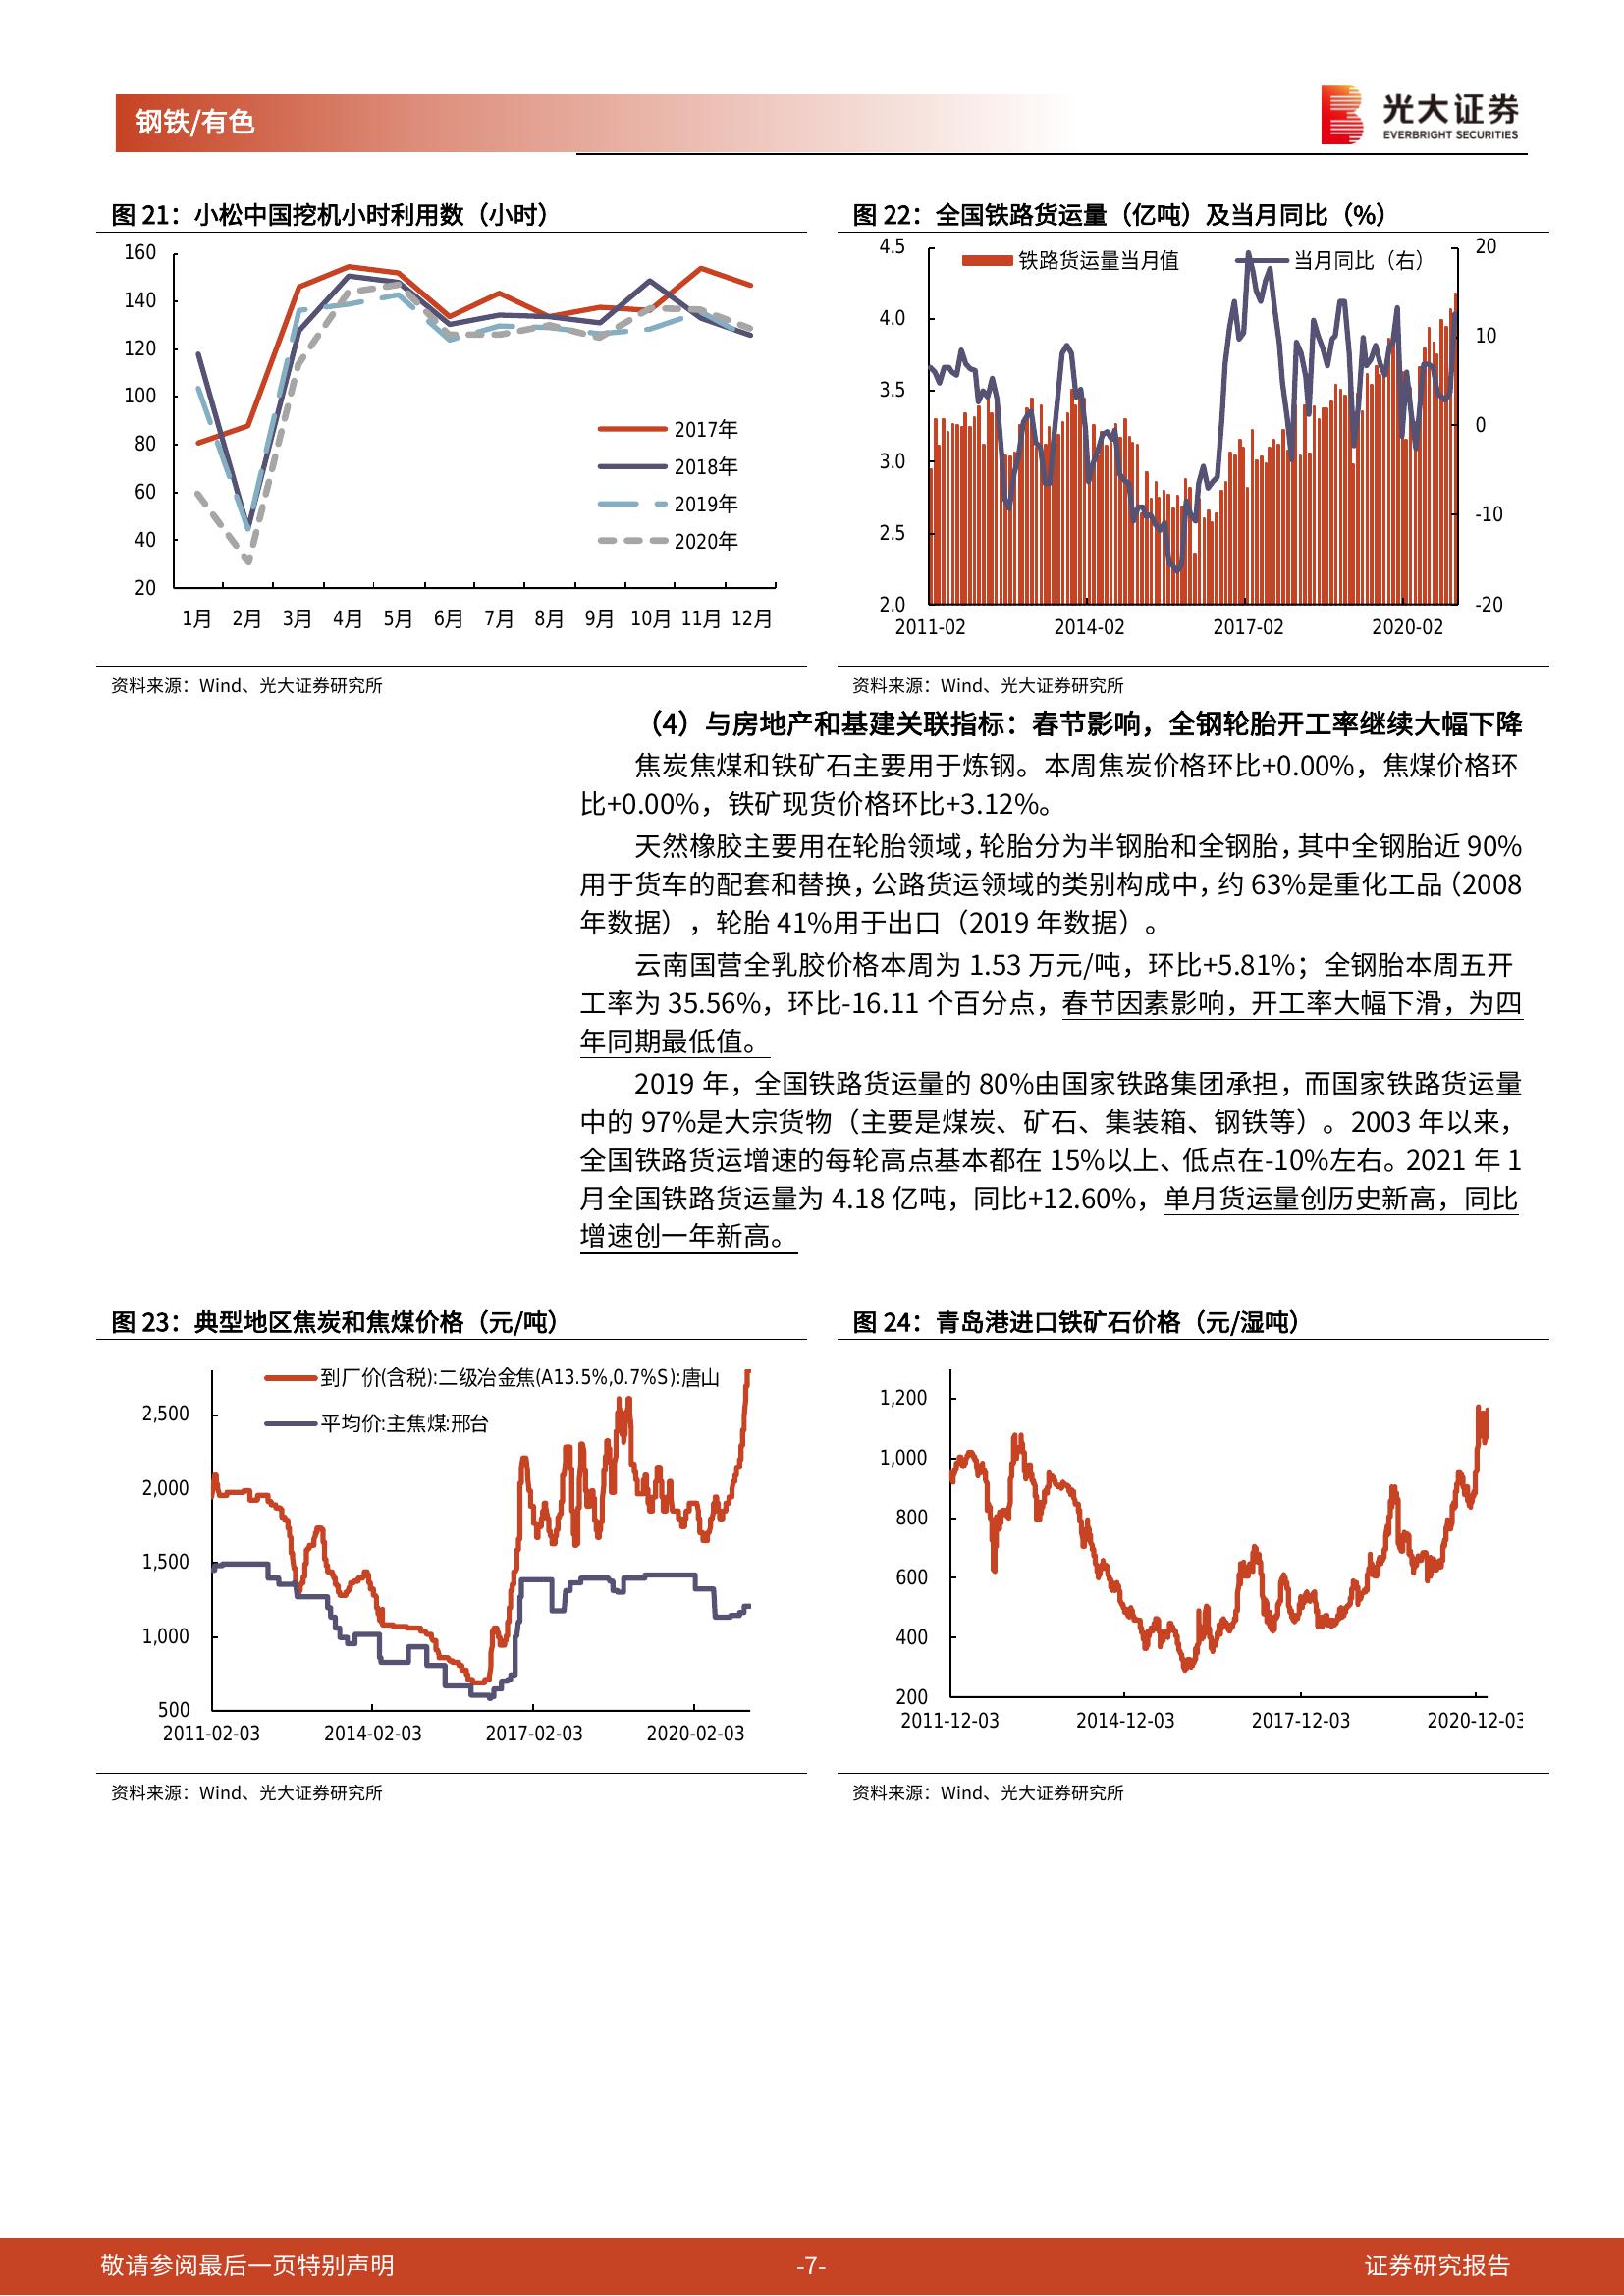 钢铁/有色
光大证券
EVERBRIGHT SECURITIES
图 21：小松中国挖机小时利用数（小时）
160
140
120
100
80
60
40
20
1月 2月 3月 4月 5月 6月 7月 8月 9月 10月 11月 12月
2017年
2018年
2019年
2020年
资料来源：Wind、光大证券研究所
图 22：全国铁路货运量（亿吨）及当月同比（%）
铁路货运量当月值 当月同比（右）
4.5
4.0
3.5
3.0
2.5
2.0
20
10
0
-10
-20
2011-02 2014-02 2017-02 2020-02
资料来源：Wind、光大证券研究所
（4）与房地产和基建关联指标：春节影响，全钢轮胎开工率继续大幅下降
焦炭焦煤和铁矿石主要用于炼钢。本周焦炭价格环比+0.00%，焦煤价格环
比+0.00%，铁矿现货价格环比+3.12%。
天然橡胶主要用在轮胎领域，轮胎分为半钢胎和全钢胎，其中全钢胎近 90%
用于货车的配套和替换，公路货运领域的类别构成中，约 63%是重化工品（2008
年数据），轮胎 41%用于出口（2019 年数据）。
云南国营全乳胶价格本周为 1.53 万元/吨，环比+5.81%；全钢胎本周五开
工率为 35.56%，环比-16.11 个百分点，春节因素影响，开工率大幅下滑，为四
年同期最低值。
2019 年，全国铁路货运量的 80%由国家铁路集团承担，而国家铁路货运量
中的 97%是大宗货物（主要是煤炭、矿石、集装箱、钢铁等）。2003 年以来，
全国铁路货运增速的每轮高点基本都在 15%以上、低点在-10%左右。2021 年 1
月全国铁路货运量为 4.18 亿吨，同比+12.60%，单月货运量创历史新高，同比
增速创一年新高。
图 23：典型地区焦炭和焦煤价格（元/吨）
到厂价(含税):二级冶金焦(A13.5%,0.7%S):唐山
平均价:主焦煤:邢台
2,500
2,000
1,500
1,000
500
2011-02-03 2014-02-03 2017-02-03 2020-02-03
资料来源：Wind、光大证券研究所
图 24：青岛港进口铁矿石价格（元/湿吨）
1,200
1,000
800
600
400
200
2011-12-03 2014-12-03 2017-12-03 2020-12-03
资料来源：Wind、光大证券研究所
敬请参阅最后一页特别声明 -7- 证券研究报告